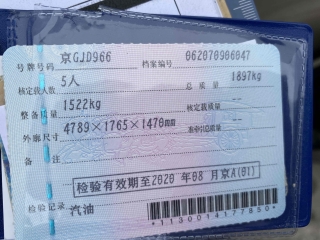 号牌号码 京GJD966 档案编号 062070906047
核定载人数 5人 总质量 1897kg
整备质量 1522kg 核定载质量 --
外廓尺寸 4789×1765×1470mm 准牵引总质量 --
备注
检验有效期至2020年08月京A(01)
检验记录 汽油
*1130014177850*